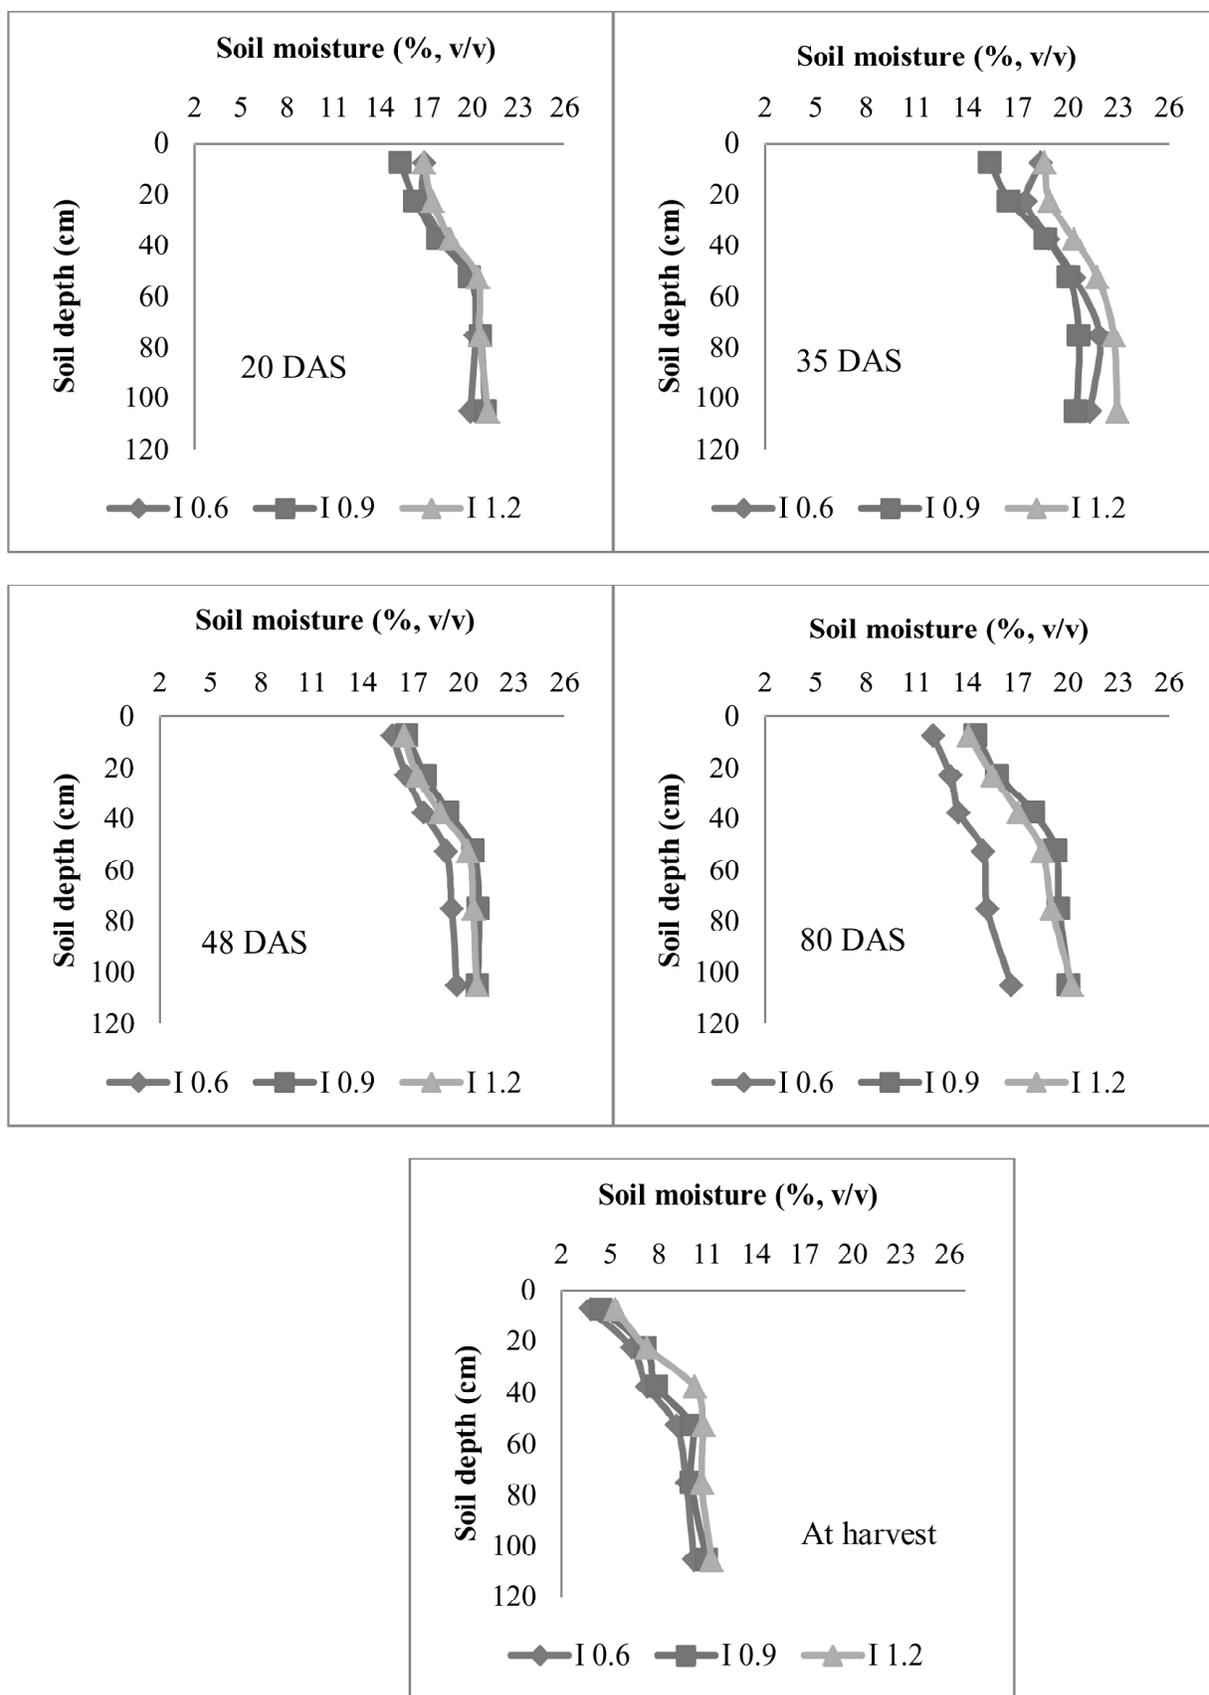 Soil moisture (%, v/v)
2 5 8 11 14 17 20 23 26
0
20
40
60
80
100
120
Soil depth (cm)
20 DAS
I 0.6 I 0.9 I 1.2
Soil moisture (%, v/v)
2 5 8 11 14 17 20 23 26
0
20
40
60
80
100
120
Soil depth (cm)
35 DAS
I 0.6 I 0.9 I 1.2
Soil moisture (%, v/v)
2 5 8 11 14 17 20 23 26
0
20
40
60
80
100
120
Soil depth (cm)
48 DAS
I 0.6 I 0.9 I 1.2
Soil moisture (%, v/v)
2 5 8 11 14 17 20 23 26
0
20
40
60
80
100
120
Soil depth (cm)
80 DAS
I 0.6 I 0.9 I 1.2
Soil moisture (%, v/v)
2 5 8 11 14 17 20 23 26
0
20
40
60
80
100
120
Soil depth (cm)
At harvest
I 0.6 I 0.9 I 1.2